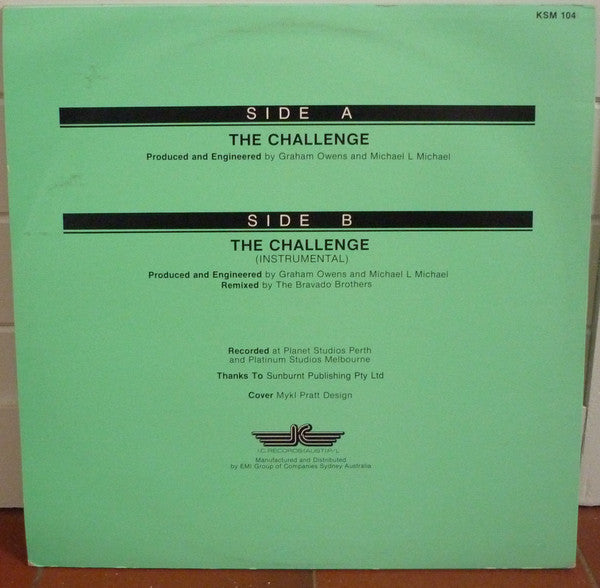 KSM 104
SIDE A
THE CHALLENGE
Produced and Engineered by Graham Owens and Michael L Michael
SIDE B
THE CHALLENGE
(INSTRUMENTAL)
Produced and Engineered by Graham Owens and Michael L Michael
Remixed by The Bravado Brothers
Recorded at Planet Studios Perth
and Platinum Studios Melbourne
Thanks To Sunburnt Publishing Pty Ltd
Cover Mykl Pratt Design
I.C. RECORDS (AUST) P/L
Manufactured and Distributed
by EMI Group of Companies Sydney Australia